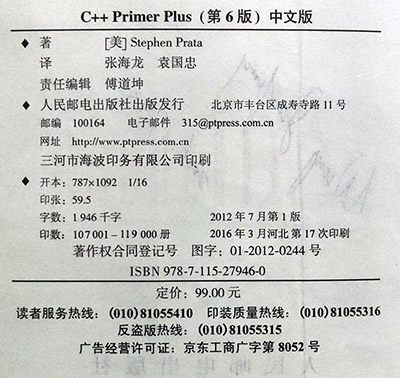 C++ Primer Plus（第 6 版）中文版
◆ 著 [美] Stephen Prata
译 张海龙 袁国忠
责任编辑 傅道坤
◆ 人民邮电出版社出版发行 北京市丰台区成寿寺路 11 号
邮编 100164 电子邮件 315@ptpress.com.cn
网址 http://www.ptpress.com.cn
三河市海波印务有限公司印刷
◆ 开本：787×1092 1/16
印张：59.5
字数：1 946 千字 2012 年 7 月第 1 版
印数：107 001－119 000 册 2016 年 3 月河北第 17 次印刷
著作权合同登记号 图字：01-2012-0244 号
ISBN 978-7-115-27946-0
定价：99.00 元
读者服务热线：(010)81055410 印装质量热线：(010)81055316
反盗版热线：(010)81055315
广告经营许可证：京东工商广字第 8052 号